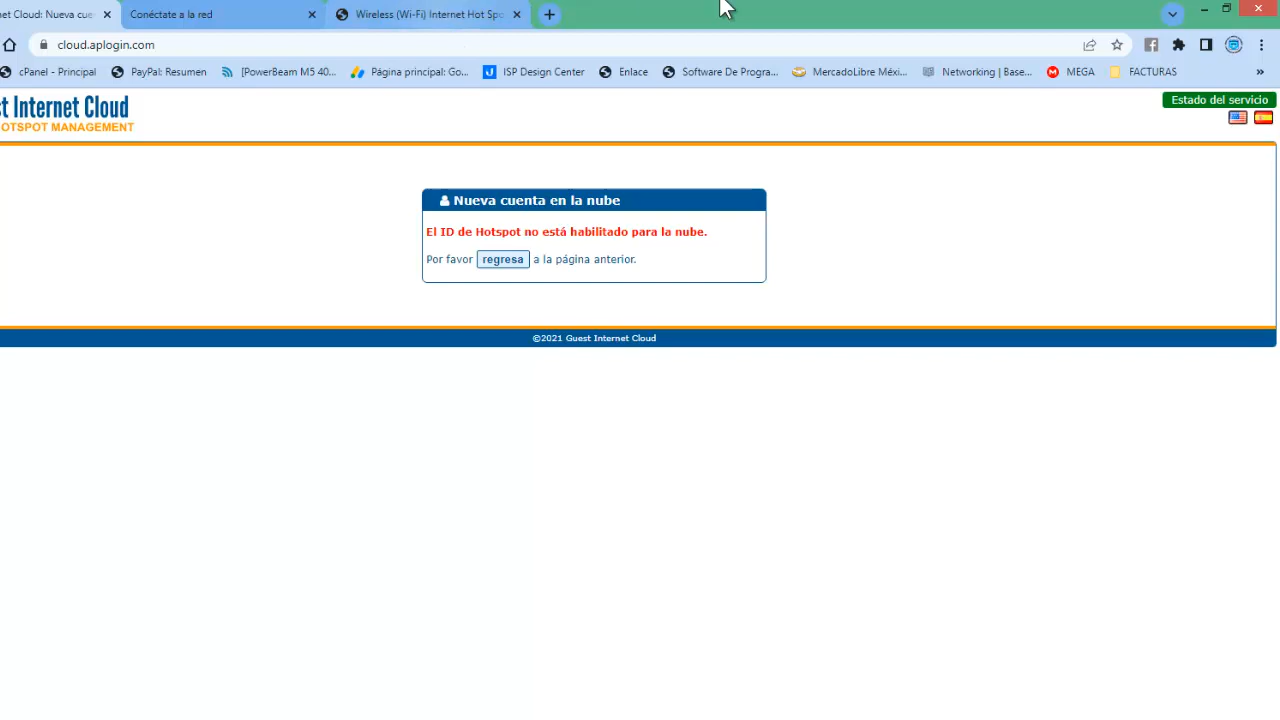 et Cloud: Nueva cue
Conéctate a la red
Wireless (Wi-Fi) Internet Hot Spo
cloud.aplogin.com
cPanel - Principal
PayPal: Resumen
[PowerBeam M5 40...
Página principal: Go...
ISP Design Center
Enlace
Software De Progra...
MercadoLibre Méxi...
Networking | Base...
MEGA
FACTURAS
»
st Internet Cloud
OTSPOT MANAGEMENT
Estado del servicio
Nueva cuenta en la nube
El ID de Hotspot no está habilitado para la nube.
Por favor regresa a la página anterior.
©2021 Guest Internet Cloud